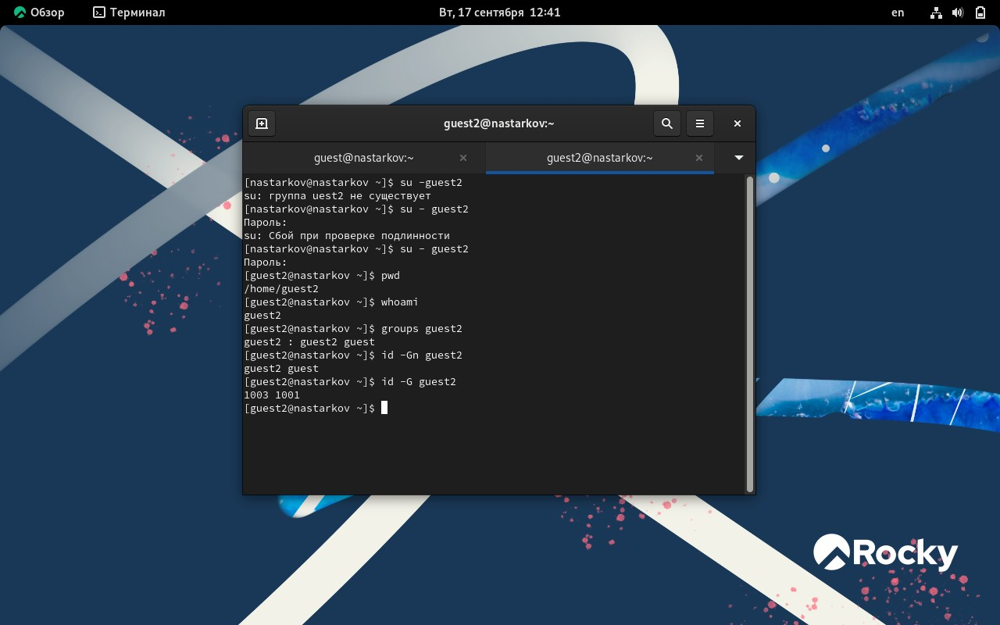 Обзор
Терминал
Вт, 17 сентября 12:41
en
guest2@nastarkov:~
guest@nastarkov:~
guest2@nastarkov:~
[nastarkov@nastarkov ~]$ su -guest2
su: группа uest2 не существует
[nastarkov@nastarkov ~]$ su - guest2
Пароль:
su: Сбой при проверке подлинности
[nastarkov@nastarkov ~]$ su - guest2
Пароль:
[guest2@nastarkov ~]$ pwd
/home/guest2
[guest2@nastarkov ~]$ whoami
guest2
[guest2@nastarkov ~]$ groups guest2
guest2 : guest2 guest
[guest2@nastarkov ~]$ id -Gn guest2
guest2 guest
[guest2@nastarkov ~]$ id -G guest2
1003 1001
[guest2@nastarkov ~]$
Rocky